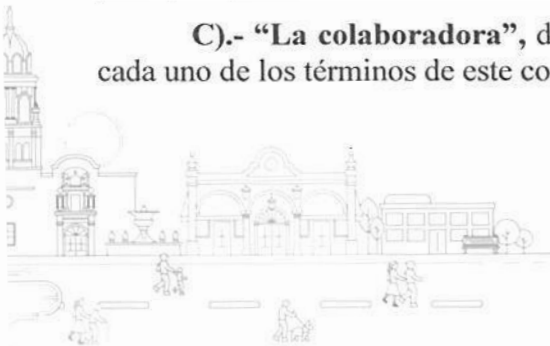 C).- “La colaboradora”, d
cada uno de los términos de este co